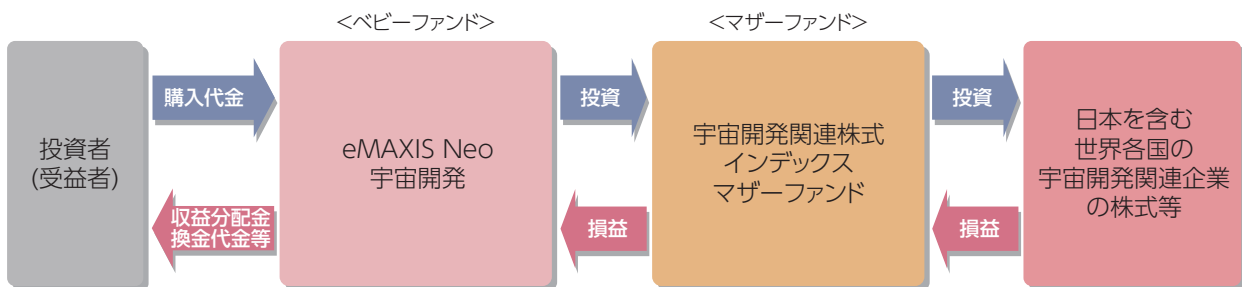 <ベビーファンド>
<マザーファンド>
投資者
(受益者)
購入代金
収益分配金
換金代金等
eMAXIS Neo
宇宙開発
投資
損益
宇宙開発関連株式
インデックス
マザーファンド
投資
損益
日本を含む
世界各国の
宇宙開発関連企業
の株式等